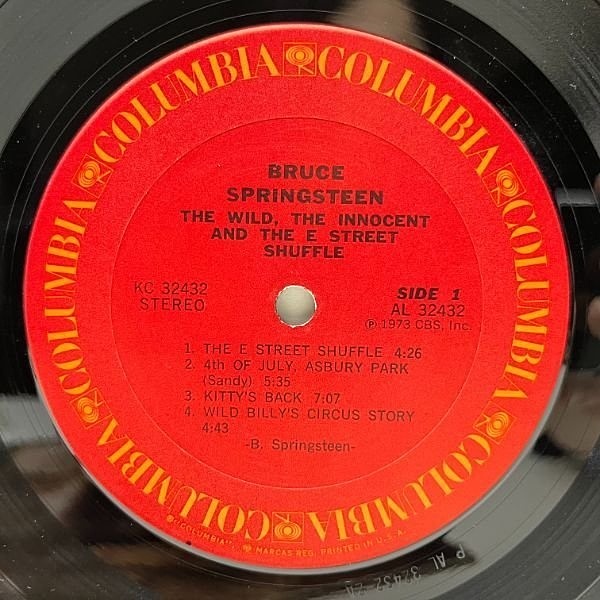 COLUMBIA COLUMBIA COLUMBIA COLUMBIA COLUMBIA COLUMBIA
BRUCE
SPRINGSTEEN
THE WILD, THE INNOCENT
AND THE E STREET
SHUFFLE
KC 32432
STEREO
SIDE 1
AL 32432
Ⓟ 1973 CBS, Inc.
1. THE E STREET SHUFFLE 4:26
2. 4th OF JULY, ASBURY PARK
(Sandy) 5:35
3. KITTY'S BACK 7:07
4. WILD BILLY'S CIRCUS STORY
4:43
-B. Springsteen-
"COLUMBIA", MARCAS REG. PRINTED IN U.S.A.
P AL 32432